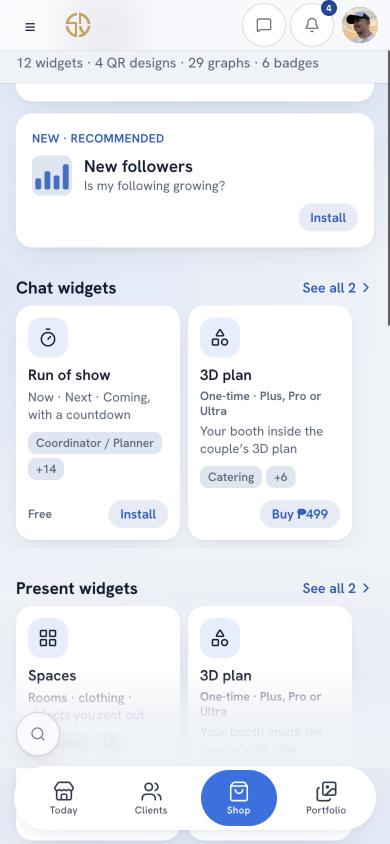 4
12 widgets · 4 QR designs · 29 graphs · 6 badges
NEW · RECOMMENDED
New followers
Is my following growing?
Install
Chat widgets
See all 2
Run of show
Now · Next · Coming,
with a countdown
Coordinator / Planner
+14
Free
Install
3D plan
One-time · Plus, Pro or
Ultra
Your booth inside the
couple's 3D plan
Catering
+6
Buy ₱499
Present widgets
See all 2
Spaces
Rooms · clothing ·
you rent out
3D plan
One-time · Plus, Pro or
Ultra
Your booth inside the
couple's 3D plan
Today
Clients
Shop
Portfolio